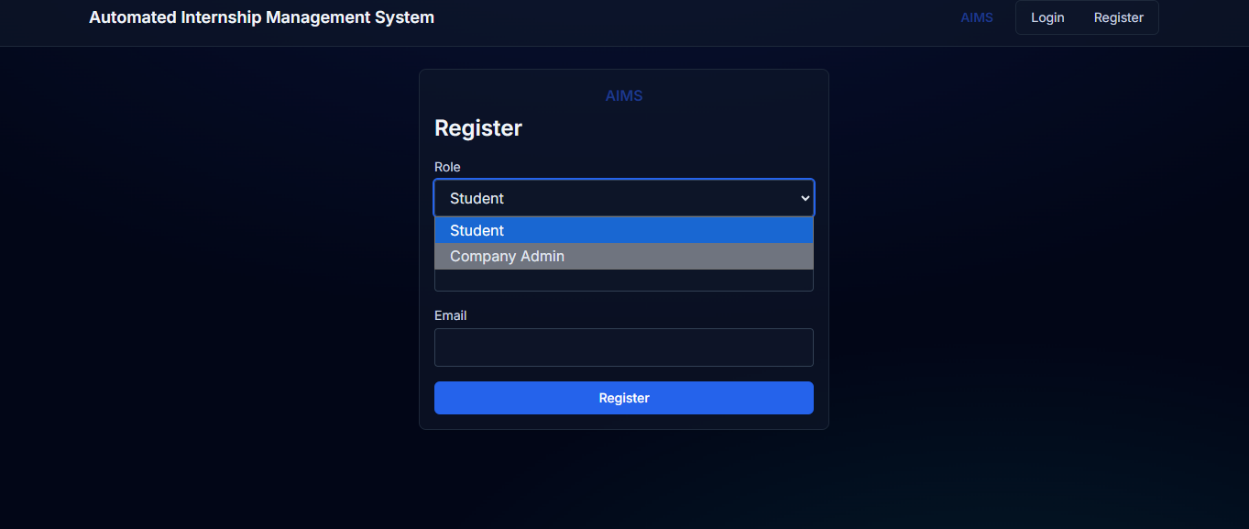 Automated Internship Management System
AIMS
Login
Register
AIMS
Register
Role
Student
Student
Company Admin
Email
Register